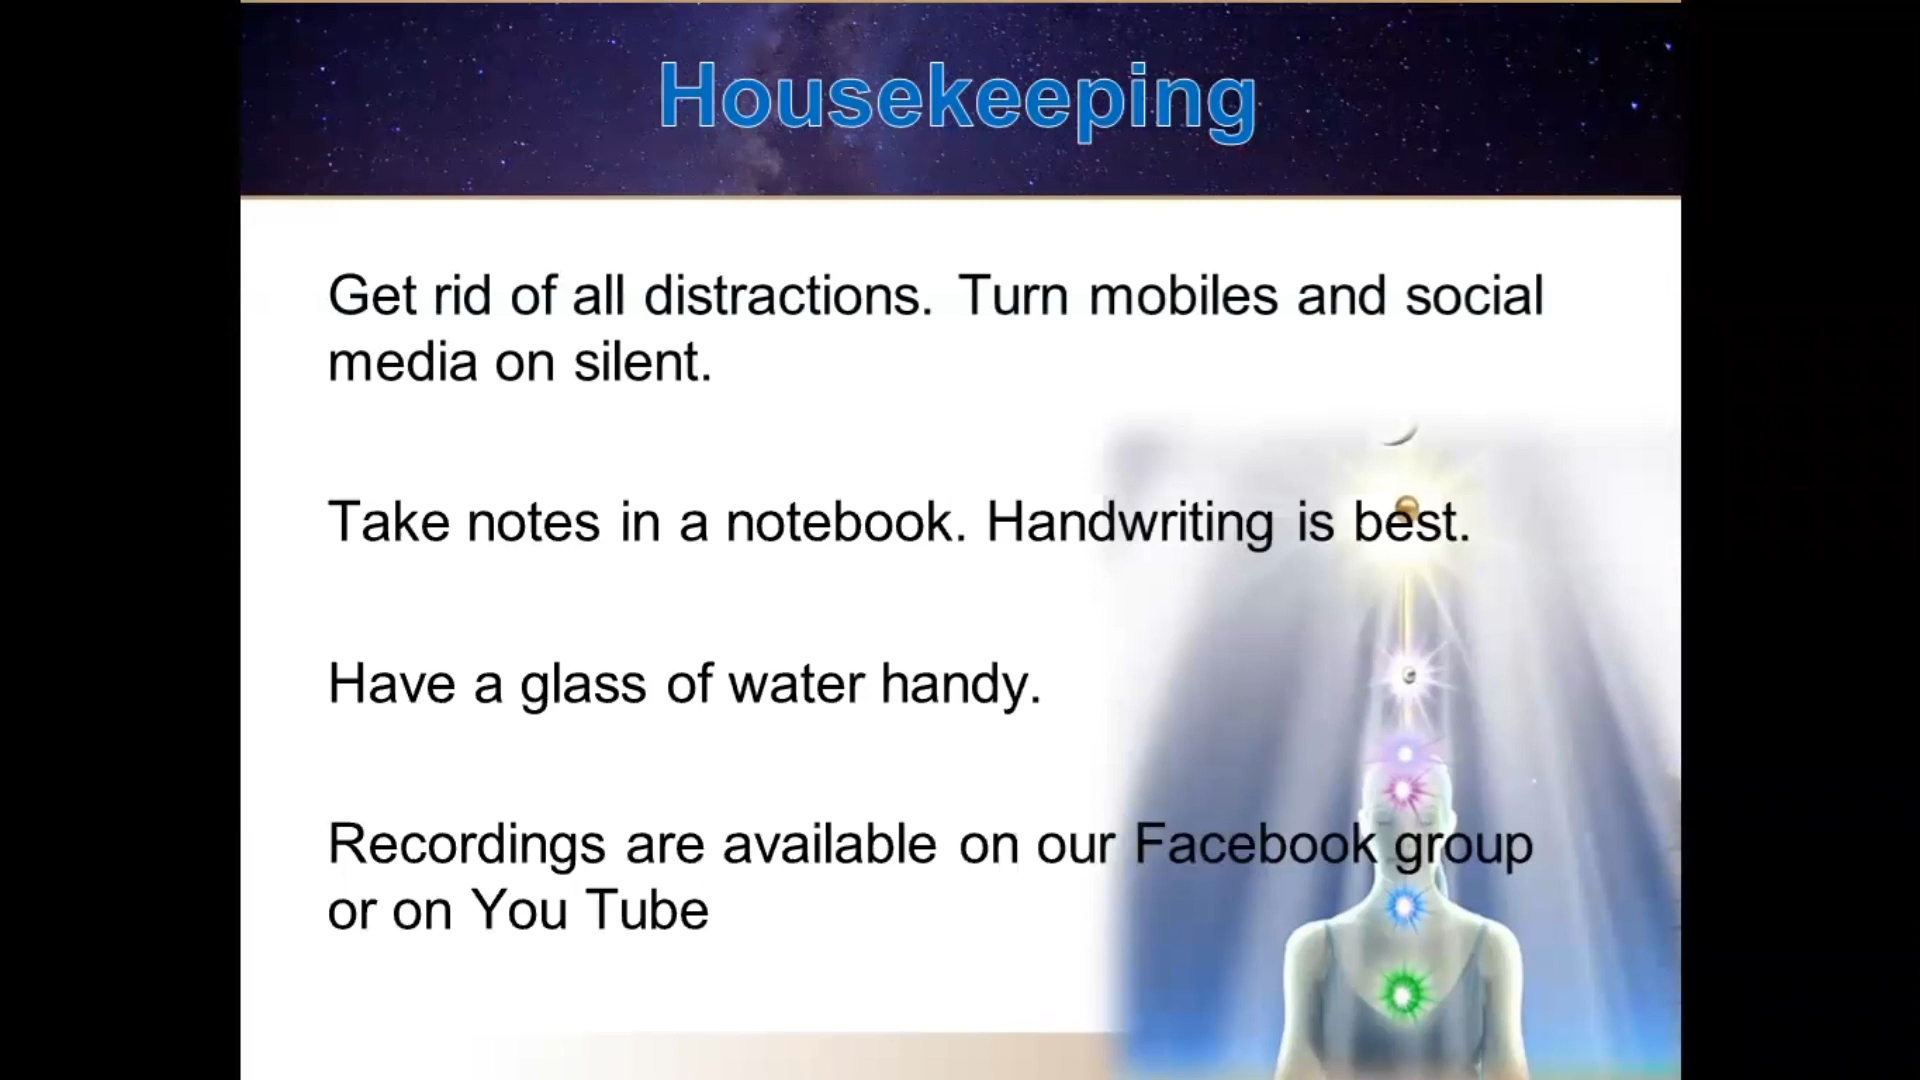 Housekeeping
Get rid of all distractions. Turn mobiles and social
media on silent.
Take notes in a notebook. Handwriting is best.
Have a glass of water handy.
Recordings are available on our Facebook group
or on You Tube